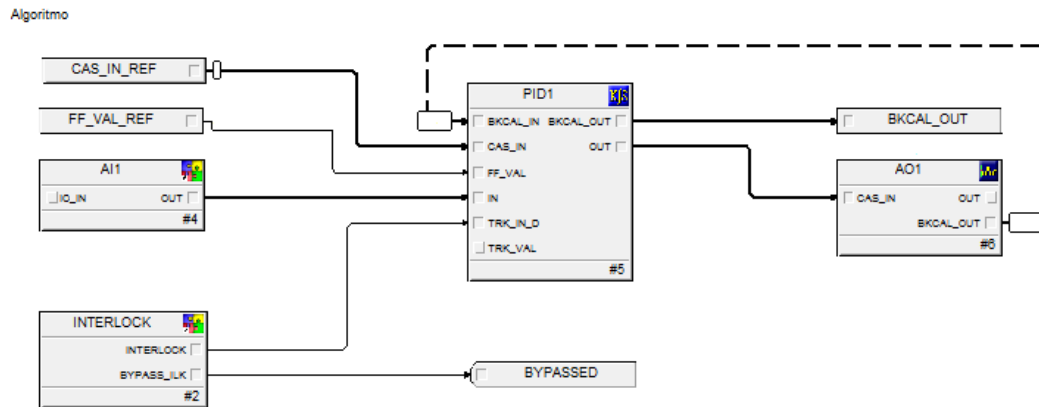 Algoritmo
CAS_IN_REF
FF_VAL_REF
AI1
IO_IN OUT
#4
INTERLOCK
INTERLOCK
BYPASS_ILK
#2
PID1
BKCAL_IN BKCAL_OUT
CAS_IN OUT
FF_VAL
IN
TRK_IN_D
TRK_VAL
#5
BYPASSED
BKCAL_OUT
AO1
CAS_IN OUT
BKCAL_OUT
#6